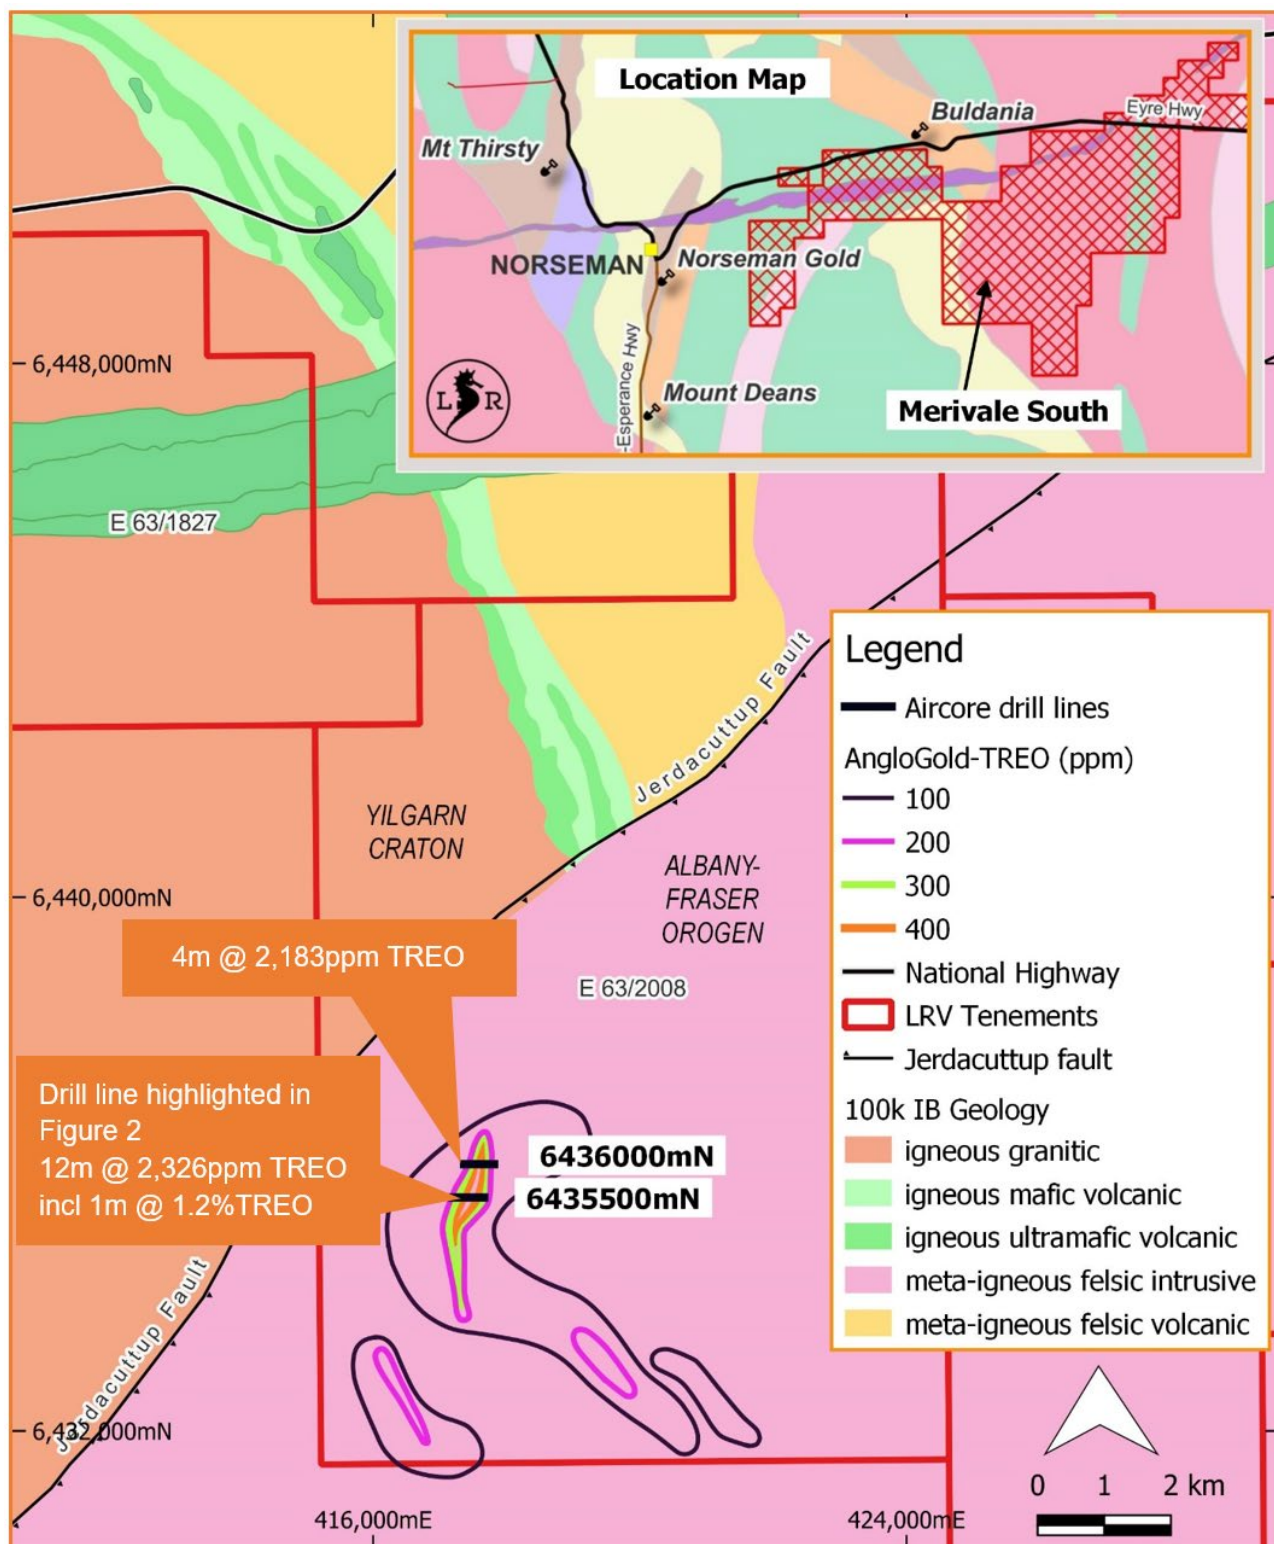 Location Map
Buldania
Eyre Hwy
Mt Thirsty
NORSEMAN
Norseman Gold
-Esperance Hwy
Mount Deans
Merivale South
L R
6,448,000mN
E 63/1827
Jerdacuttup Fault
YILGARN
CRATON
ALBANY-
FRASER
OROGEN
6,440,000mN
4m @ 2,183ppm TREO
E 63/2008
Drill line highlighted in
Figure 2
12m @ 2,326ppm TREO
incl 1m @ 1.2%TREO
6436000mN
6435500mN
Jerdacuttup Fault
6,432,000mN
416,000mE
424,000mE
Legend
Aircore drill lines
AngloGold-TREO (ppm)
100
200
300
400
National Highway
LRV Tenements
Jerdacuttup fault
100k IB Geology
igneous granitic
igneous mafic volcanic
igneous ultramafic volcanic
meta-igneous felsic intrusive
meta-igneous felsic volcanic
0 1 2 km